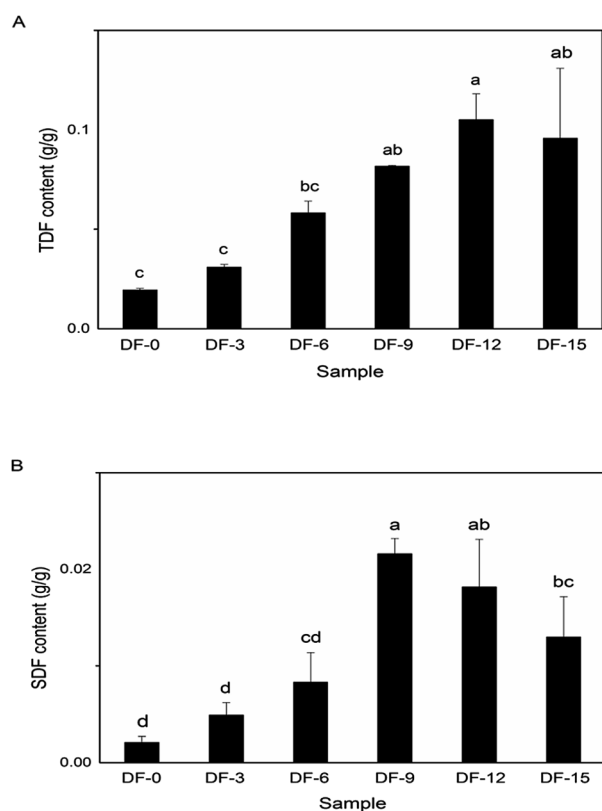 A
TDF content (g/g)
0.1
0.0
c
c
bc
ab
a
ab
DF-0 DF-3 DF-6 DF-9 DF-12 DF-15
Sample
B
SDF content (g/g)
0.02
0.00
d
d
cd
a
ab
bc
DF-0 DF-3 DF-6 DF-9 DF-12 DF-15
Sample